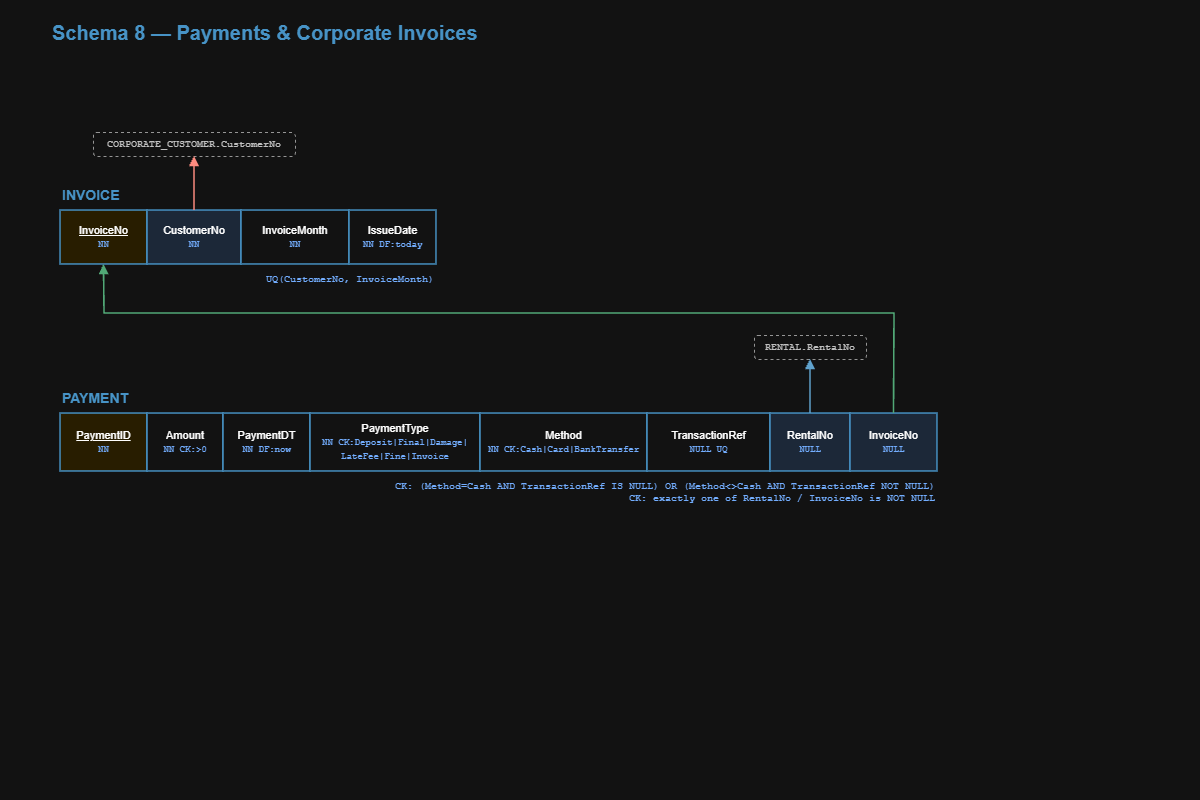 Schema 8 — Payments & Corporate Invoices
CORPORATE_CUSTOMER.CustomerNo
INVOICE
InvoiceNo CustomerNo InvoiceMonth IssueDate
NN NN NN NN DF:today
UQ(CustomerNo, InvoiceMonth)
RENTAL.RentalNo
PAYMENT
PaymentID Amount PaymentDT PaymentType Method TransactionRef RentalNo InvoiceNo
NN NN CK:>0 NN DF:now NN CK:Deposit|Final|Damage| NN CK:Cash|Card|BankTransfer NULL UQ NULL NULL
LateFee|Fine|Invoice
CK: (Method=Cash AND TransactionRef IS NULL) OR (Method<>Cash AND TransactionRef NOT NULL)
CK: exactly one of RentalNo / InvoiceNo is NOT NULL